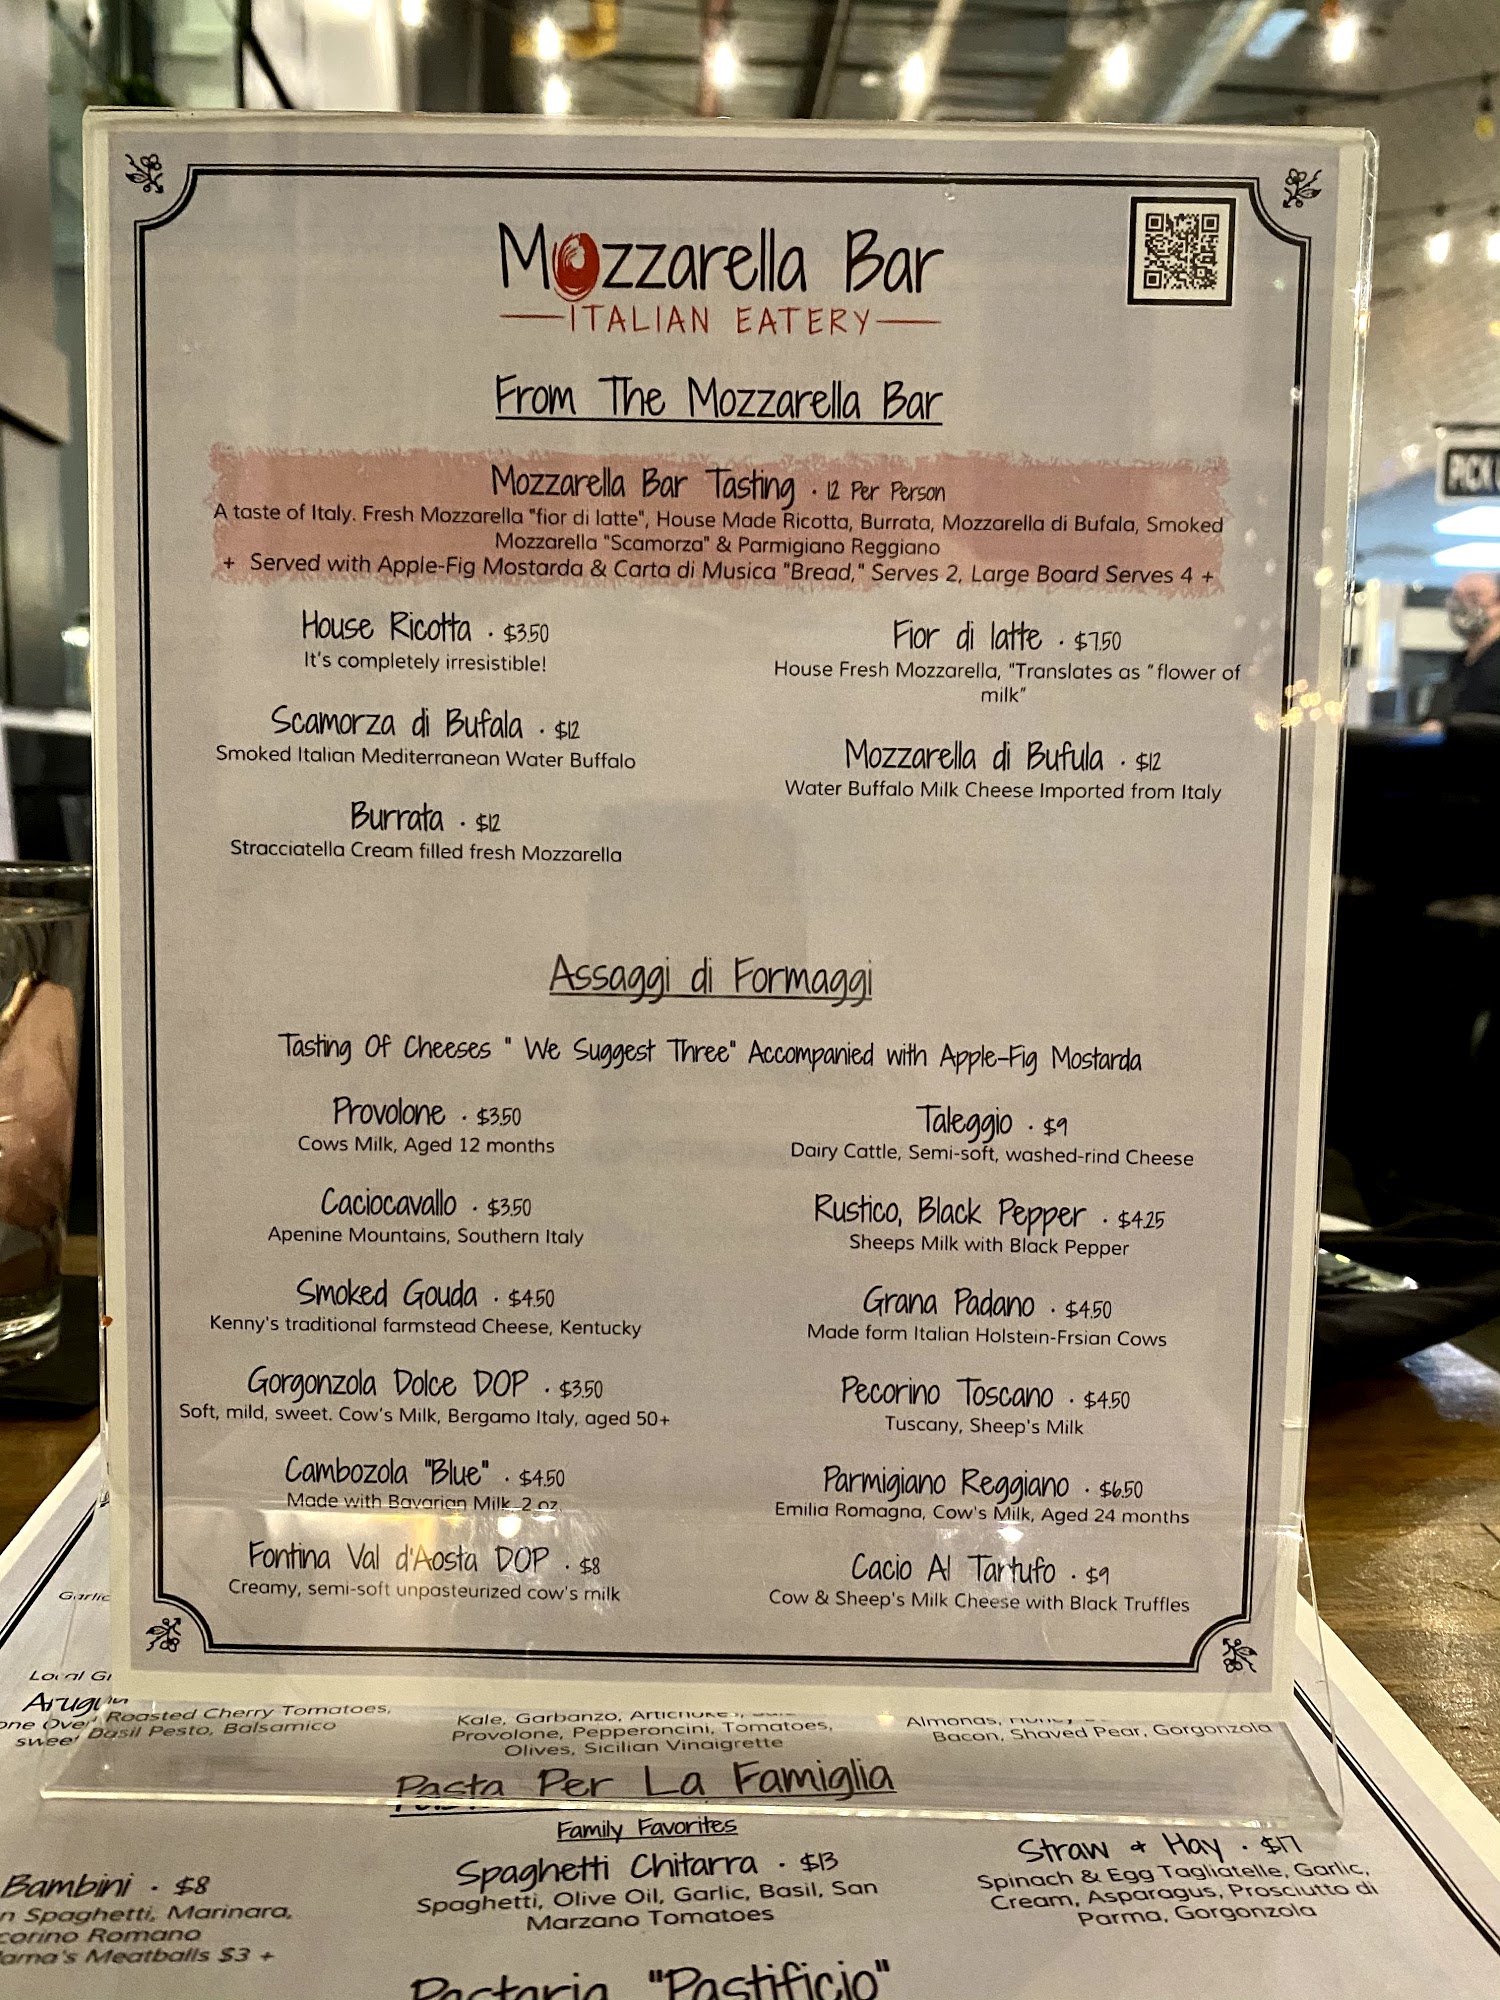 Mozzarella Bar
ITALIAN EATERY
From The Mozzarella Bar
Mozzarella Bar Tasting · 12 Per Person
A taste of Italy. Fresh Mozzarella "fior di latte", House Made Ricotta, Burrata, Mozzarella di Bufala, Smoked
Mozzarella "Scamorza" & Parmigiano Reggiano
+ Served with Apple-Fig Mostarda & Carta di Musica "Bread," Serves 2, Large Board Serves 4 +
House Ricotta · $3.50
It's completely irresistible!
Scamorza di Bufala · $12
Smoked Italian Mediterranean Water Buffalo
Burrata · $12
Stracciatella Cream filled fresh Mozzarella
Fior di latte · $7.50
House Fresh Mozzarella, "Translates as "flower of
milk"
Mozzarella di Bufula · $12
Water Buffalo Milk Cheese Imported from Italy
Assaggi di Formaggi
Tasting Of Cheeses " We Suggest Three" Accompanied with Apple-Fig Mostarda
Provolone · $3.50
Cows Milk, Aged 12 months
Caciocavallo · $3.50
Apenine Mountains, Southern Italy
Smoked Gouda · $4.50
Kenny's traditional farmstead Cheese, Kentucky
Gorgonzola Dolce DOP · $3.50
Soft, mild, sweet. Cow's Milk, Bergamo Italy, aged 50+
Cambozola "Blue" · $4.50
Made with Bavarian Milk, 2 oz.
Fontina Val d'Aosta DOP · $8
Creamy, semi-soft unpasteurized cow's milk
Taleggio · $9
Dairy Cattle, Semi-soft, washed-rind Cheese
Rustico, Black Pepper · $4.25
Sheeps Milk with Black Pepper
Grana Padano · $4.50
Made form Italian Holstein-Frsian Cows
Pecorino Toscano · $4.50
Tuscany, Sheep's Milk
Parmigiano Reggiano · $6.50
Emilia Romagna, Cow's Milk, Aged 24 months
Cacio Al Tartufo · $9
Cow & Sheep's Milk Cheese with Black Truffles
PICK
Roasted Cherry Tomatoes,
Basil Pesto, Balsamico
Kale, Garbanzo,
Provolone, Pepperoncini, Tomatoes,
Olives, Sicilian Vinaigrette
Bacon, Shaved Pear, Gorgonzola
Pasta Per La Famiglia
Family Favorites
Bambini · $8
Spaghetti, Marinara,
Romano
Meatballs $3 +
Spaghetti Chitarra · $13
Spaghetti, Olive Oil, Garlic, Basil, San
Marzano Tomatoes
Straw + Hay · $17
Spinach & Egg Tagliatelle, Garlic,
Cream, Asparagus, Prosciutto di
Parma, Gorgonzola
"Pastificio"